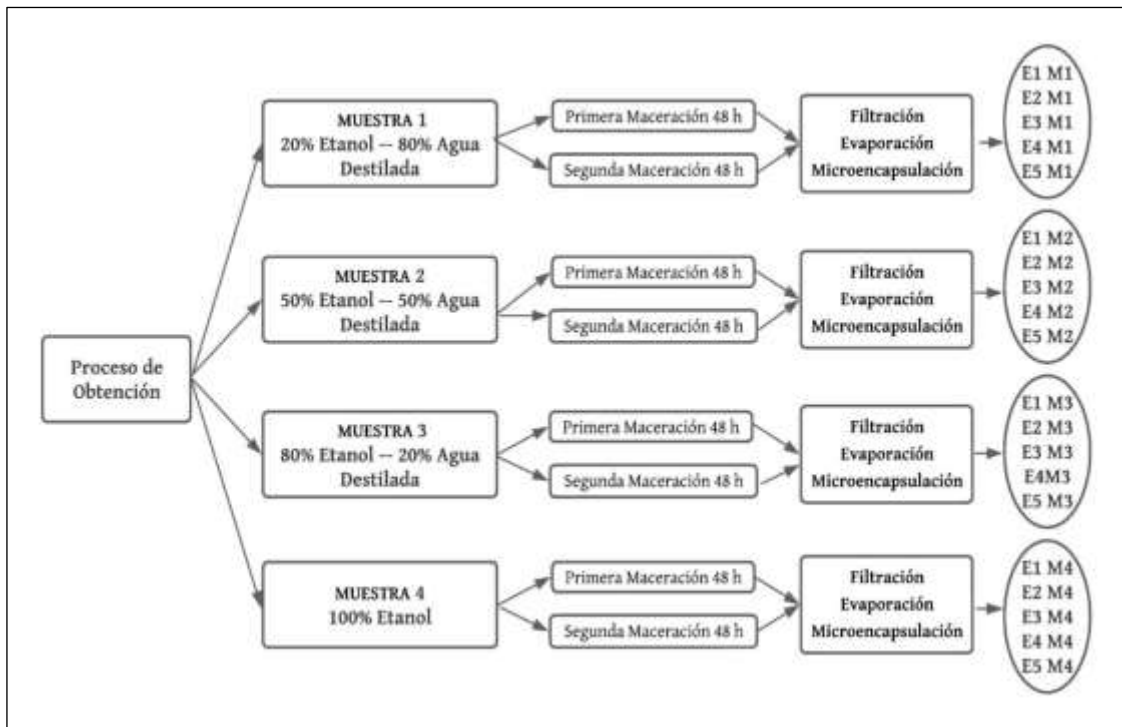 Proceso de
Obtención
MUESTRA 1
20% Etanol -- 80% Agua
Destilada
Primera Maceración 48 h
Segunda Maceración 48 h
Filtración
Evaporación
Microencapsulación
E1 M1
E2 M1
E3 M1
E4 M1
E5 M1
MUESTRA 2
50% Etanol -- 50% Agua
Destilada
Primera Maceración 48 h
Segunda Maceración 48 h
Filtración
Evaporación
Microencapsulación
E1 M2
E2 M2
E3 M2
E4 M2
E5 M2
MUESTRA 3
80% Etanol -- 20% Agua
Destilada
Primera Maceración 48 h
Segunda Maceración 48 h
Filtración
Evaporación
Microencapsulación
E1 M3
E2 M3
E3 M3
E4M3
E5 M3
MUESTRA 4
100% Etanol
Primera Maceración 48 h
Segunda Maceración 48 h
Filtración
Evaporación
Microencapsulación
E1 M4
E2 M4
E3 M4
E4 M4
E5 M4